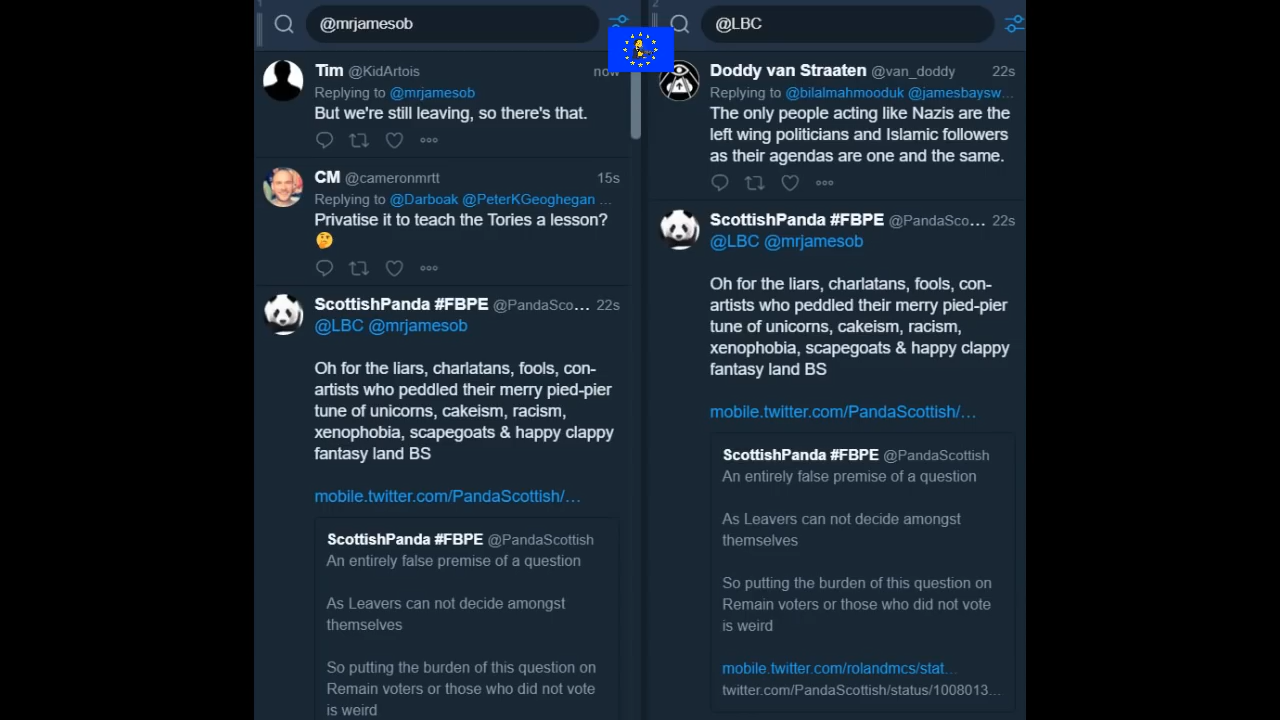 1
@mrjamesob
Tim @KidArtois now
Replying to @mrjamesob
But we're still leaving, so there's that.
CM @cameronmrtt 15s
Replying to @Darboak @PeterKGeoghegan ...
Privatise it to teach the Tories a lesson?
🤔
ScottishPanda #FBPE @PandaSco... 22s
@LBC @mrjamesob
Oh for the liars, charlatans, fools, con-
artists who peddled their merry pied-pier
tune of unicorns, cakeism, racism,
xenophobia, scapegoats & happy clappy
fantasy land BS
mobile.twitter.com/PandaScottish/...
ScottishPanda #FBPE @PandaScottish
An entirely false premise of a question
As Leavers can not decide amongst
themselves
So putting the burden of this question on
Remain voters or those who did not vote
is weird
2
@LBC
Doddy van Straaten @van_doddy 22s
Replying to @bilalmahmooduk @jamesbaysw...
The only people acting like Nazis are the
left wing politicians and Islamic followers
as their agendas are one and the same.
ScottishPanda #FBPE @PandaSco... 22s
@LBC @mrjamesob
Oh for the liars, charlatans, fools, con-
artists who peddled their merry pied-pier
tune of unicorns, cakeism, racism,
xenophobia, scapegoats & happy clappy
fantasy land BS
mobile.twitter.com/PandaScottish/...
ScottishPanda #FBPE @PandaScottish
An entirely false premise of a question
As Leavers can not decide amongst
themselves
So putting the burden of this question on
Remain voters or those who did not vote
is weird
mobile.twitter.com/rolandmcs/stat...
twitter.com/PandaScottish/status/1008013...